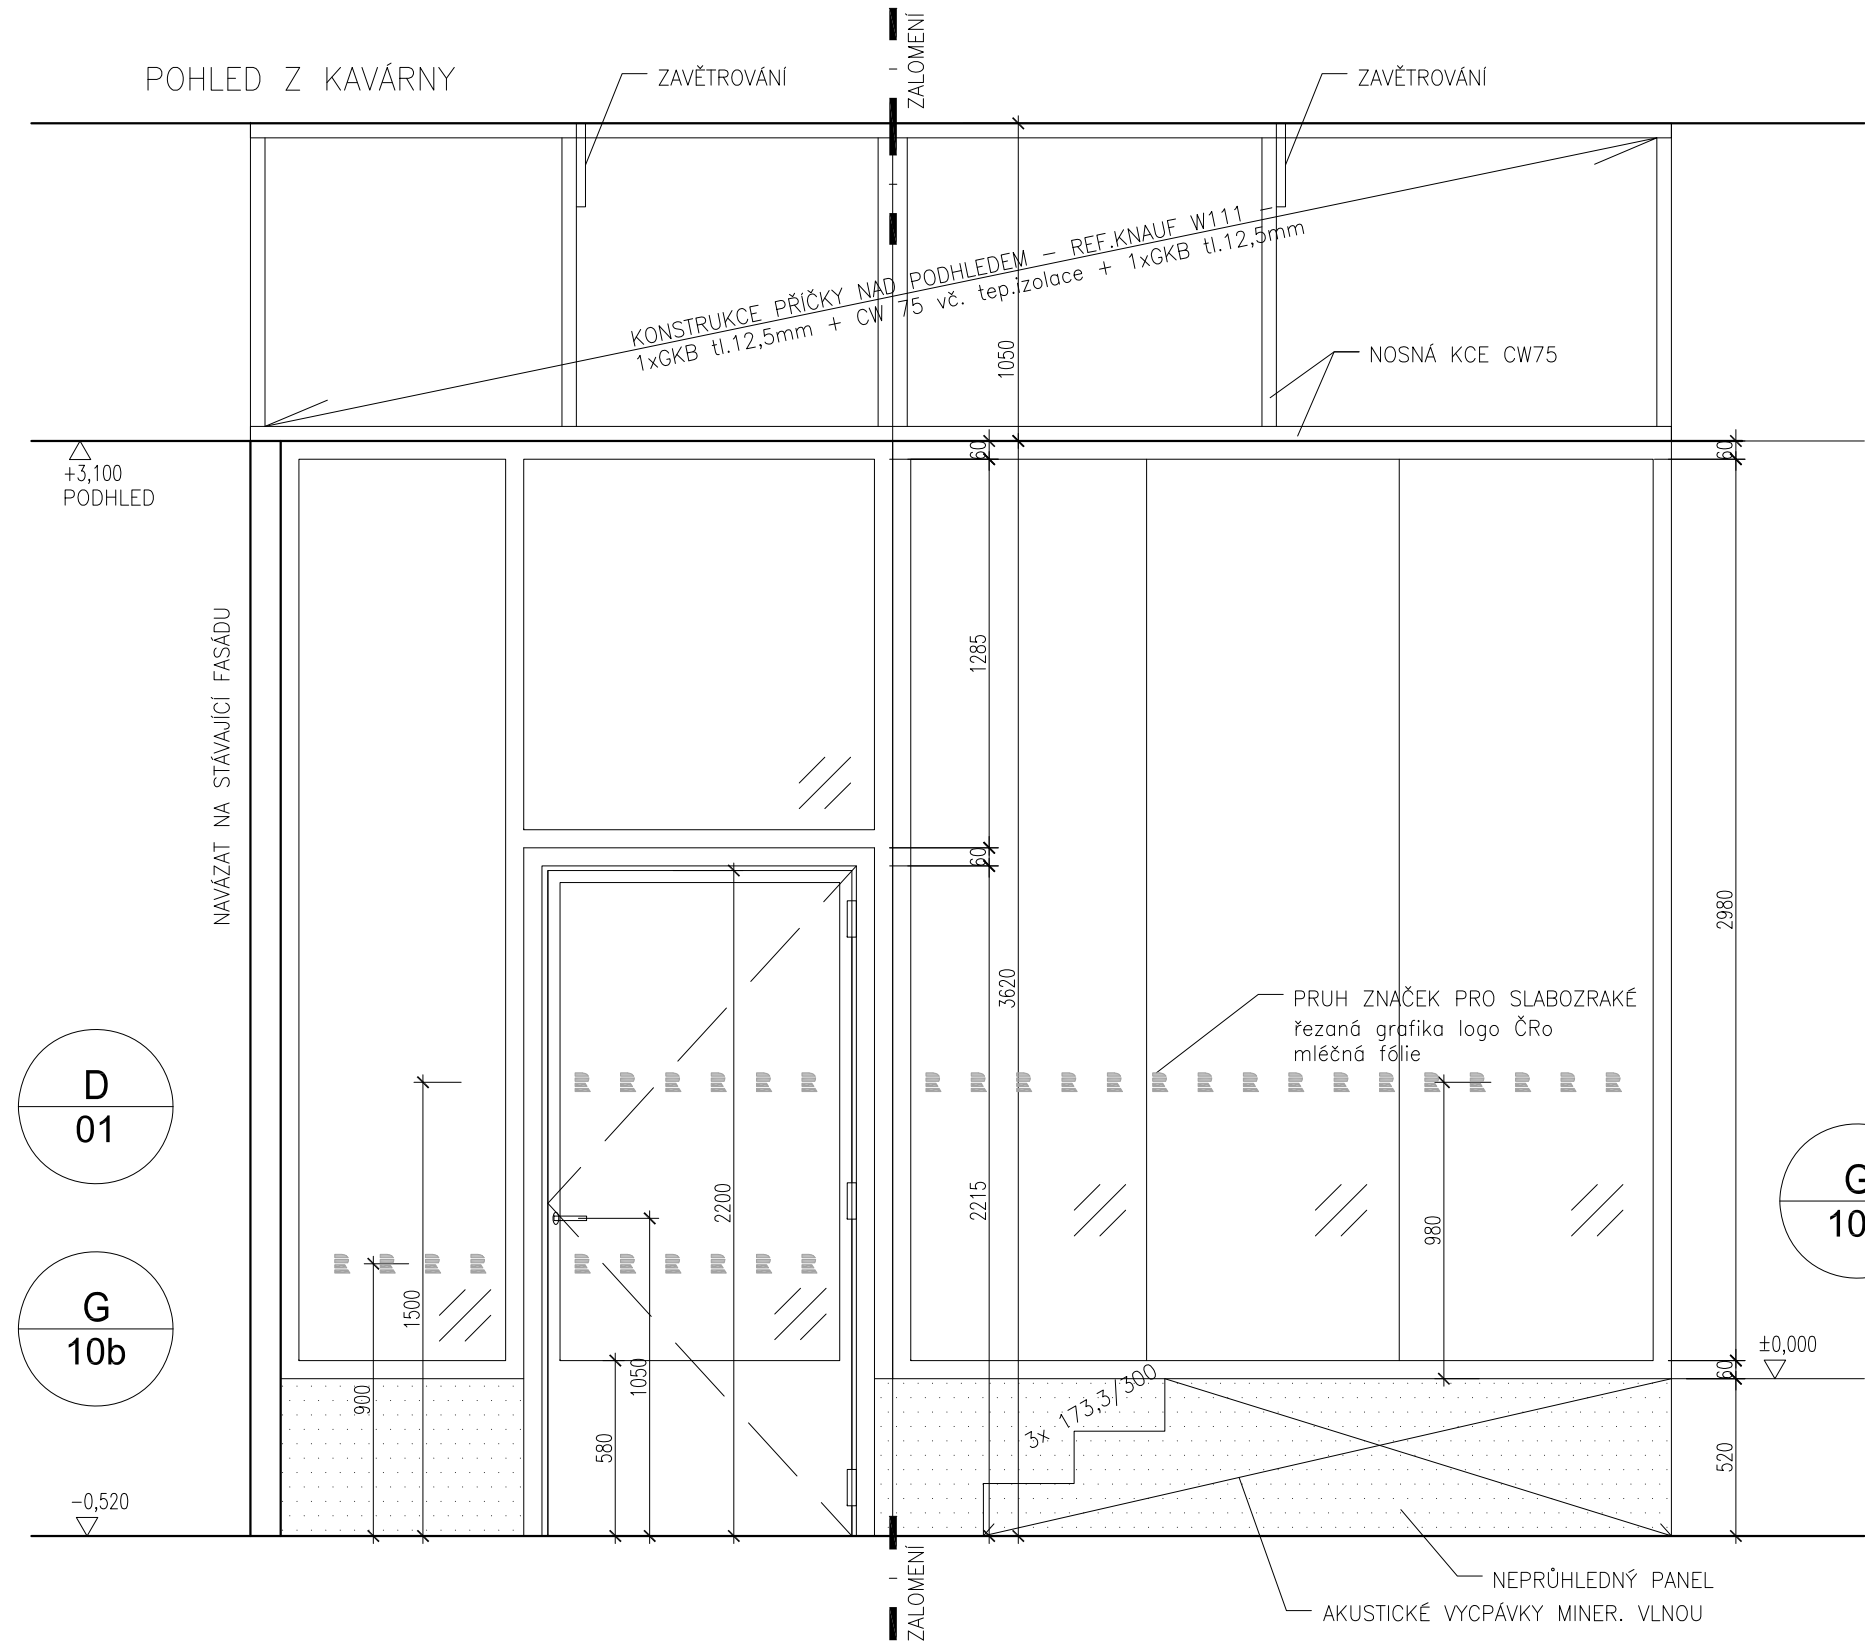 POHLED Z KAVÁRNY
ZAVĚTROVÁNÍ
ZALOMENÍ
ZAVĚTROVÁNÍ
KONSTRUKCE PŘÍČKY NAD PODHLEDEM – REF.KNAUF W111 –
1xGKB tl.12,5mm + CW 75 vč. tep.izolace + 1xGKB tl.12,5mm
1050
NOSNÁ KCE CW75
+3,100
PODHLED
60
60
NAVÁZAT NA STÁVAJÍCÍ FASÁDU
1285
60
2980
3620
PRUH ZNAČEK PRO SLABOZRAKÉ
řezaná grafika logo ČRo
mléčná fólie
D
01
2200
2215
980
G
10
G
10b
1500
900
1050
580
±0,000
60
3x 173,3/300
520
-0,520
ZALOMENÍ
NEPRŮHLEDNÝ PANEL
AKUSTICKÉ VYCPÁVKY MINER. VLNOU